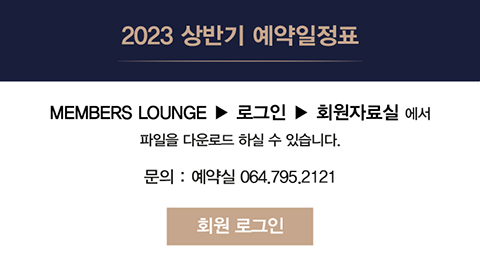 2023 상반기 예약일정표
MEMBERS LOUNGE ▶ 로그인 ▶ 회원자료실 에서
파일을 다운로드 하실 수 있습니다.
문의 : 예약실 064.795.2121
회원 로그인